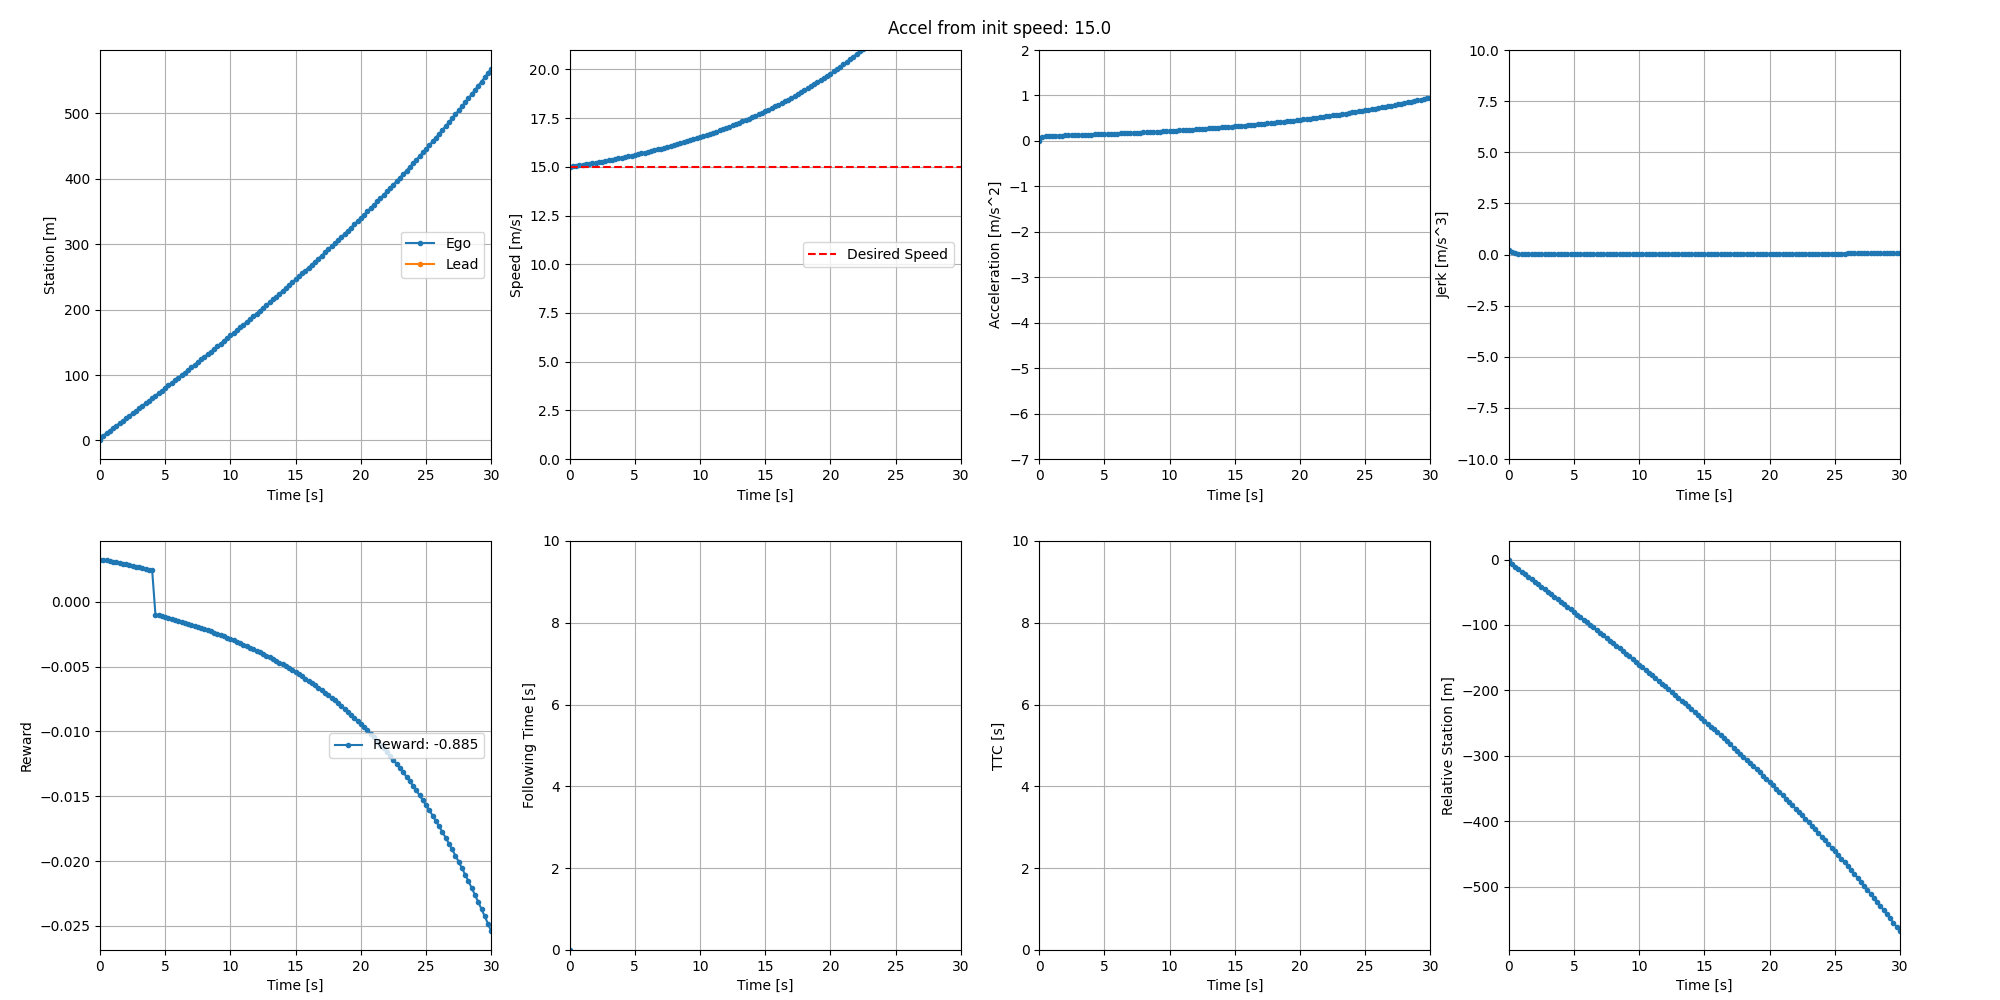 Accel from init speed: 15.0
Station [m]
500
400
300
200
100
0
Ego
Lead
0 5 10 15 20 25 30
Time [s]
Speed [m/s]
20.0
17.5
15.0
12.5
10.0
7.5
5.0
2.5
0.0
Desired Speed
0 5 10 15 20 25 30
Time [s]
Acceleration [m/s^2]
2
1
0
−1
−2
−3
−4
−5
−6
−7
0 5 10 15 20 25 30
Time [s]
Jerk [m/s^3]
10.0
7.5
5.0
2.5
0.0
−2.5
−5.0
−7.5
−10.0
0 5 10 15 20 25 30
Time [s]
Reward
0.000
−0.005
−0.010
−0.015
−0.020
−0.025
Reward: -0.885
0 5 10 15 20 25 30
Time [s]
Following Time [s]
10
8
6
4
2
0
0 5 10 15 20 25 30
Time [s]
TTC [s]
10
8
6
4
2
0
0 5 10 15 20 25 30
Time [s]
Relative Station [m]
0
−100
−200
−300
−400
−500
0 5 10 15 20 25 30
Time [s]